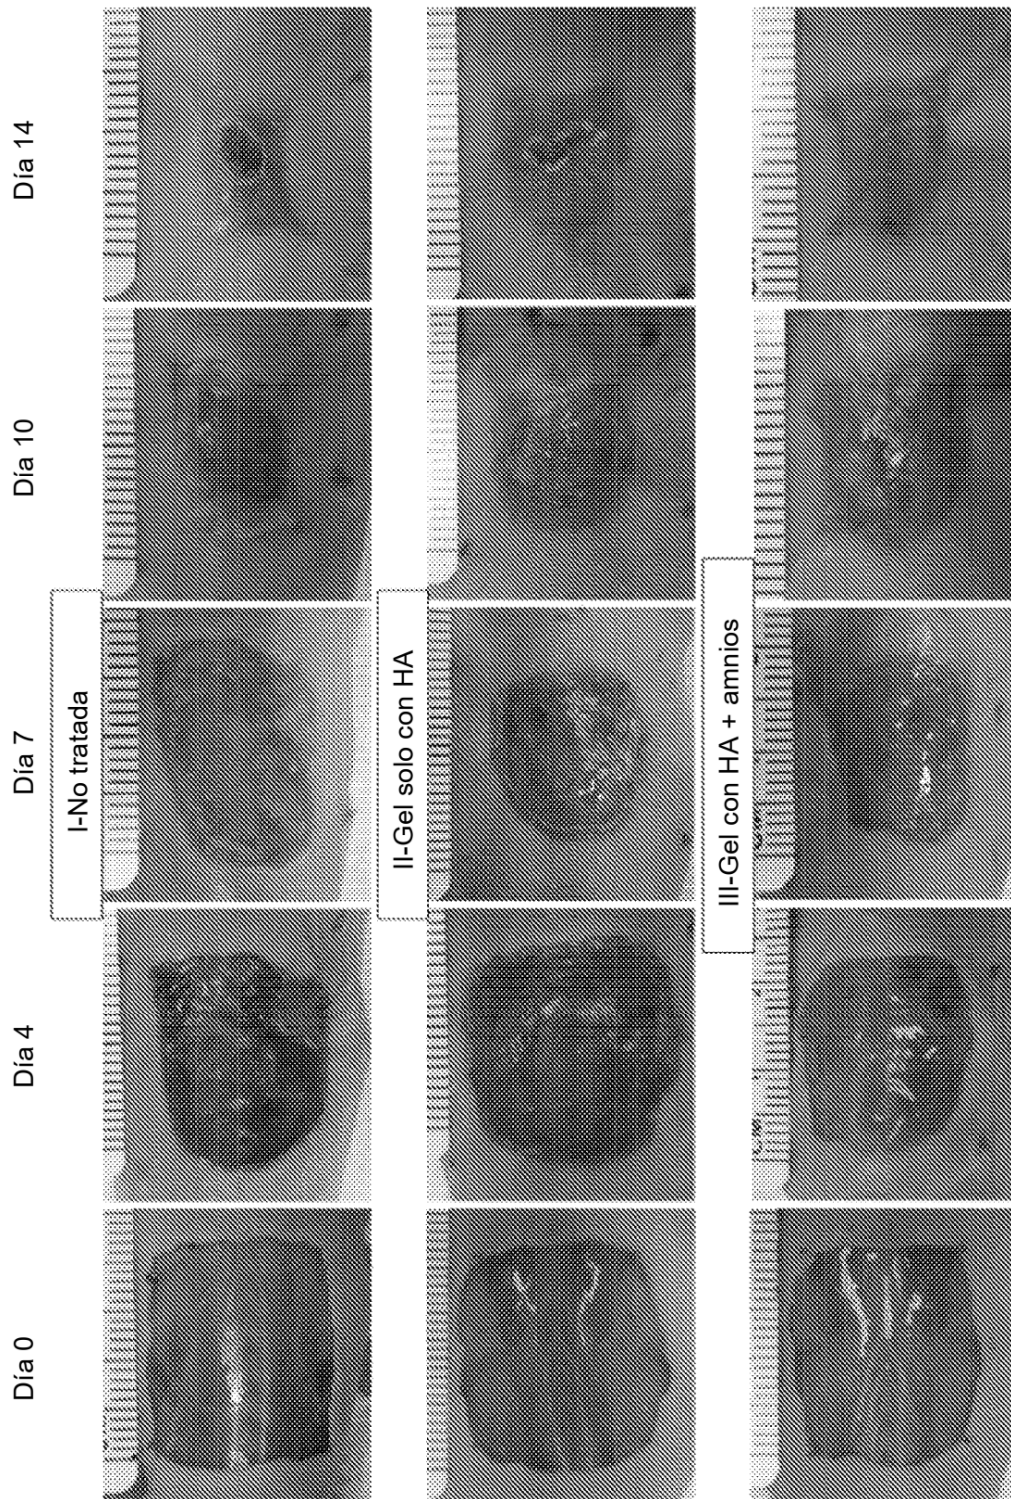 Día 0
Día 4
Día 7
Día 10
Día 14
I-No tratada
II-Gel solo con HA
III-Gel con HA + amnios